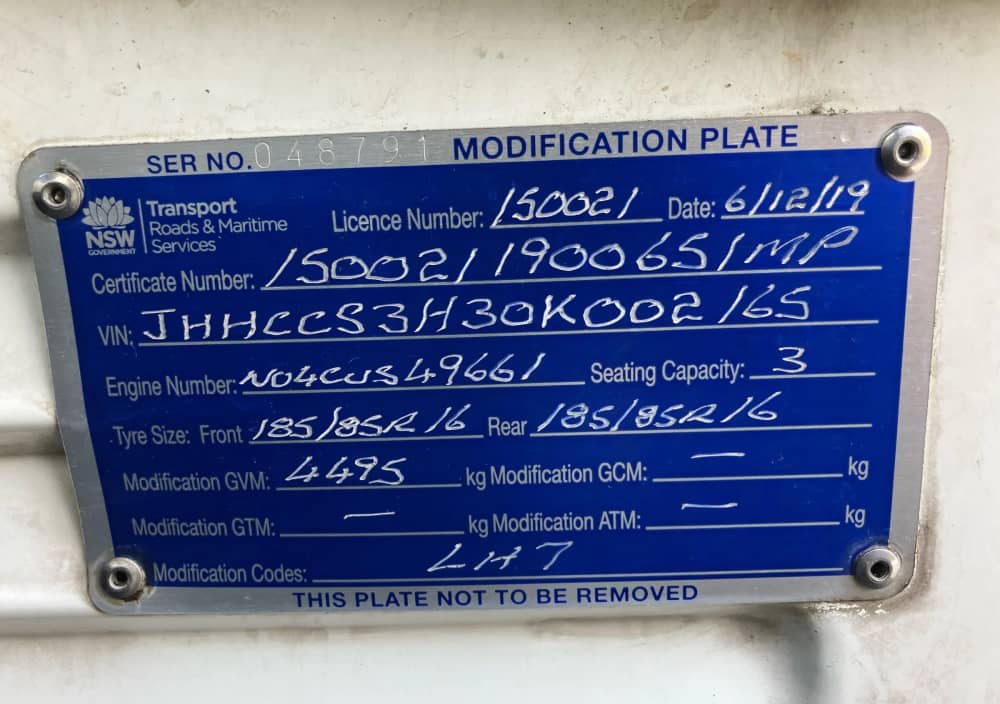 SER NO. 048791 MODIFICATION PLATE
NSW GOVERNMENT Transport Roads & Maritime Services
Licence Number: 150021 Date: 6/12/19
Certificate Number: 1500211900651MP
VIN: JHHCCS3H30K002165
Engine Number: N04CUS49661 Seating Capacity: 3
Tyre Size: Front 185/85R16 Rear 185/85R16
Modification GVM: 4495 kg Modification GCM: — kg
Modification GTM: — kg Modification ATM: — kg
Modification Codes: LH7
THIS PLATE NOT TO BE REMOVED